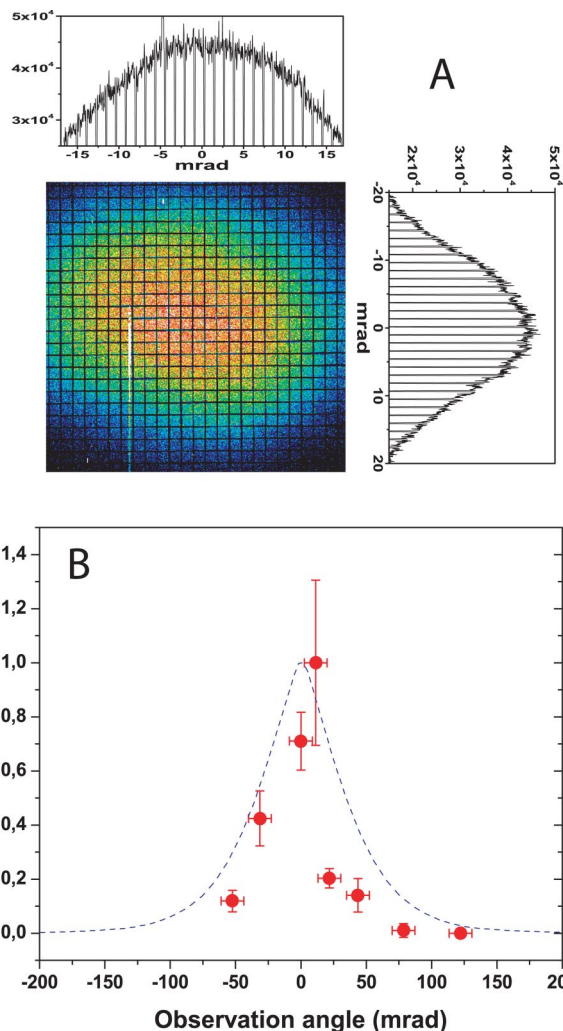 5x10⁴
4x10⁴
3x10⁴
-15 -10 -5 0 5 10 15
mrad
A
2x10⁴ 3x10⁴ 4x10⁴ 5x10⁴
-20
-10
0
10
20
mrad
B
1,4
1,2
1,0
0,8
0,6
0,4
0,2
0,0
-200 -150 -100 -50 0 50 100 150 200
Observation angle (mrad)